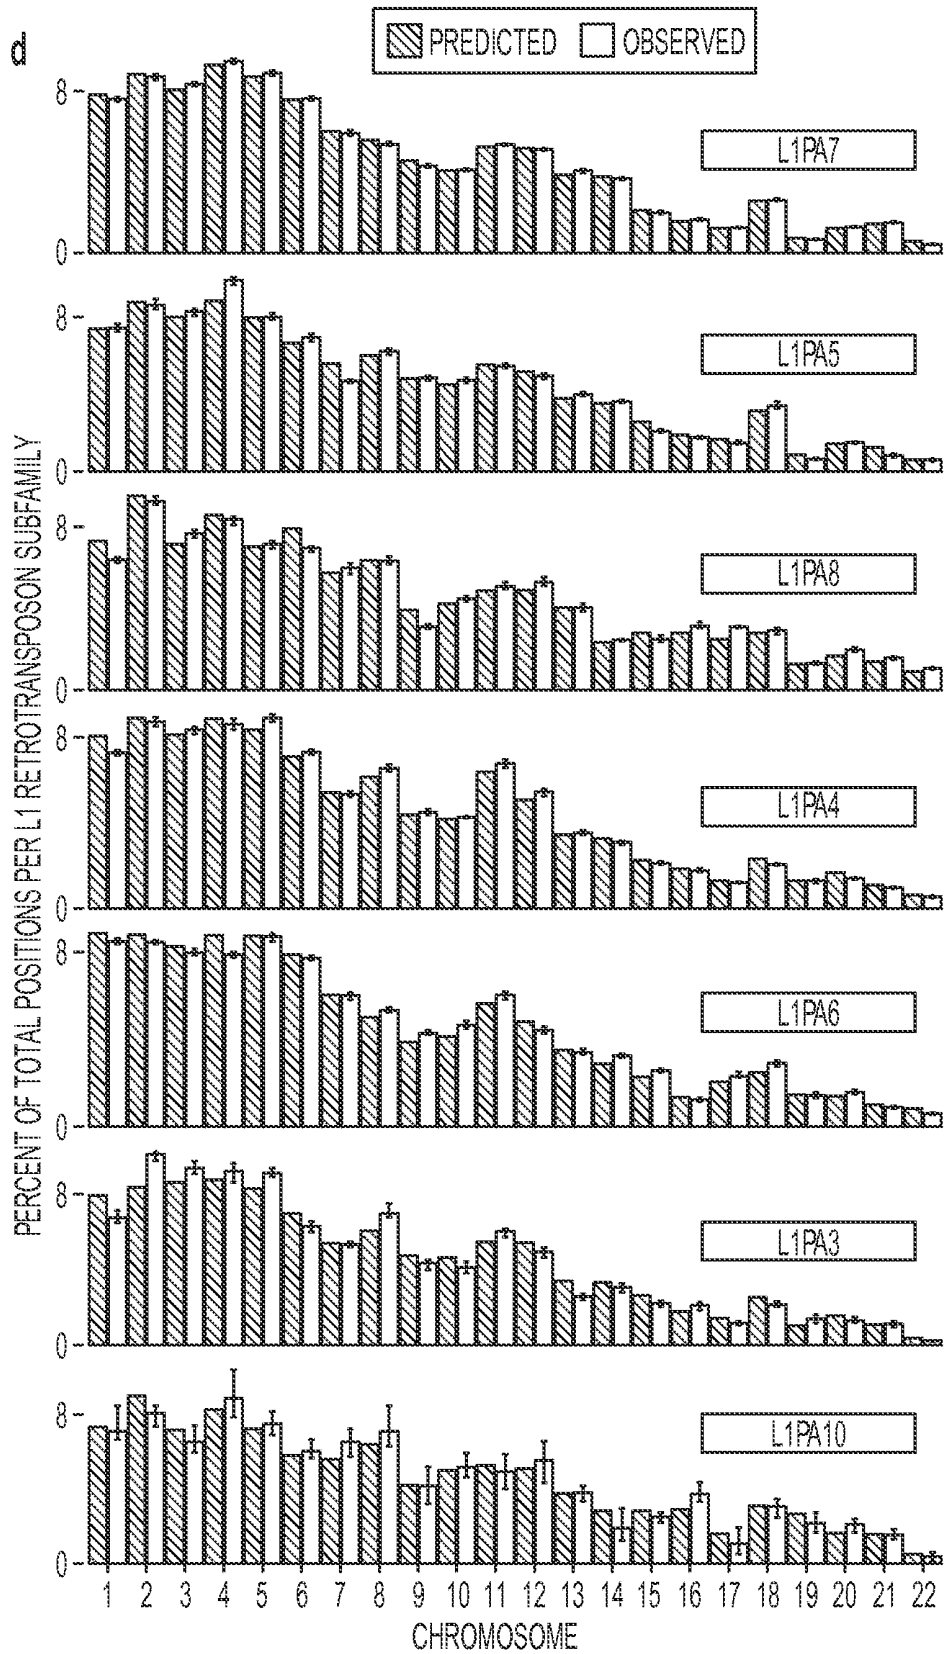 d
PREDICTED OBSERVED
PERCENT OF TOTAL POSITIONS PER L1 RETROTRANSPOSON SUBFAMILY
8
L1PA7
0
8
L1PA5
0
8
L1PA8
0
8
L1PA4
0
8
L1PA6
0
8
L1PA3
0
8
L1PA10
0
1 2 3 4 5 6 7 8 9 10 11 12 13 14 15 16 17 18 19 20 21 22
CHROMOSOME